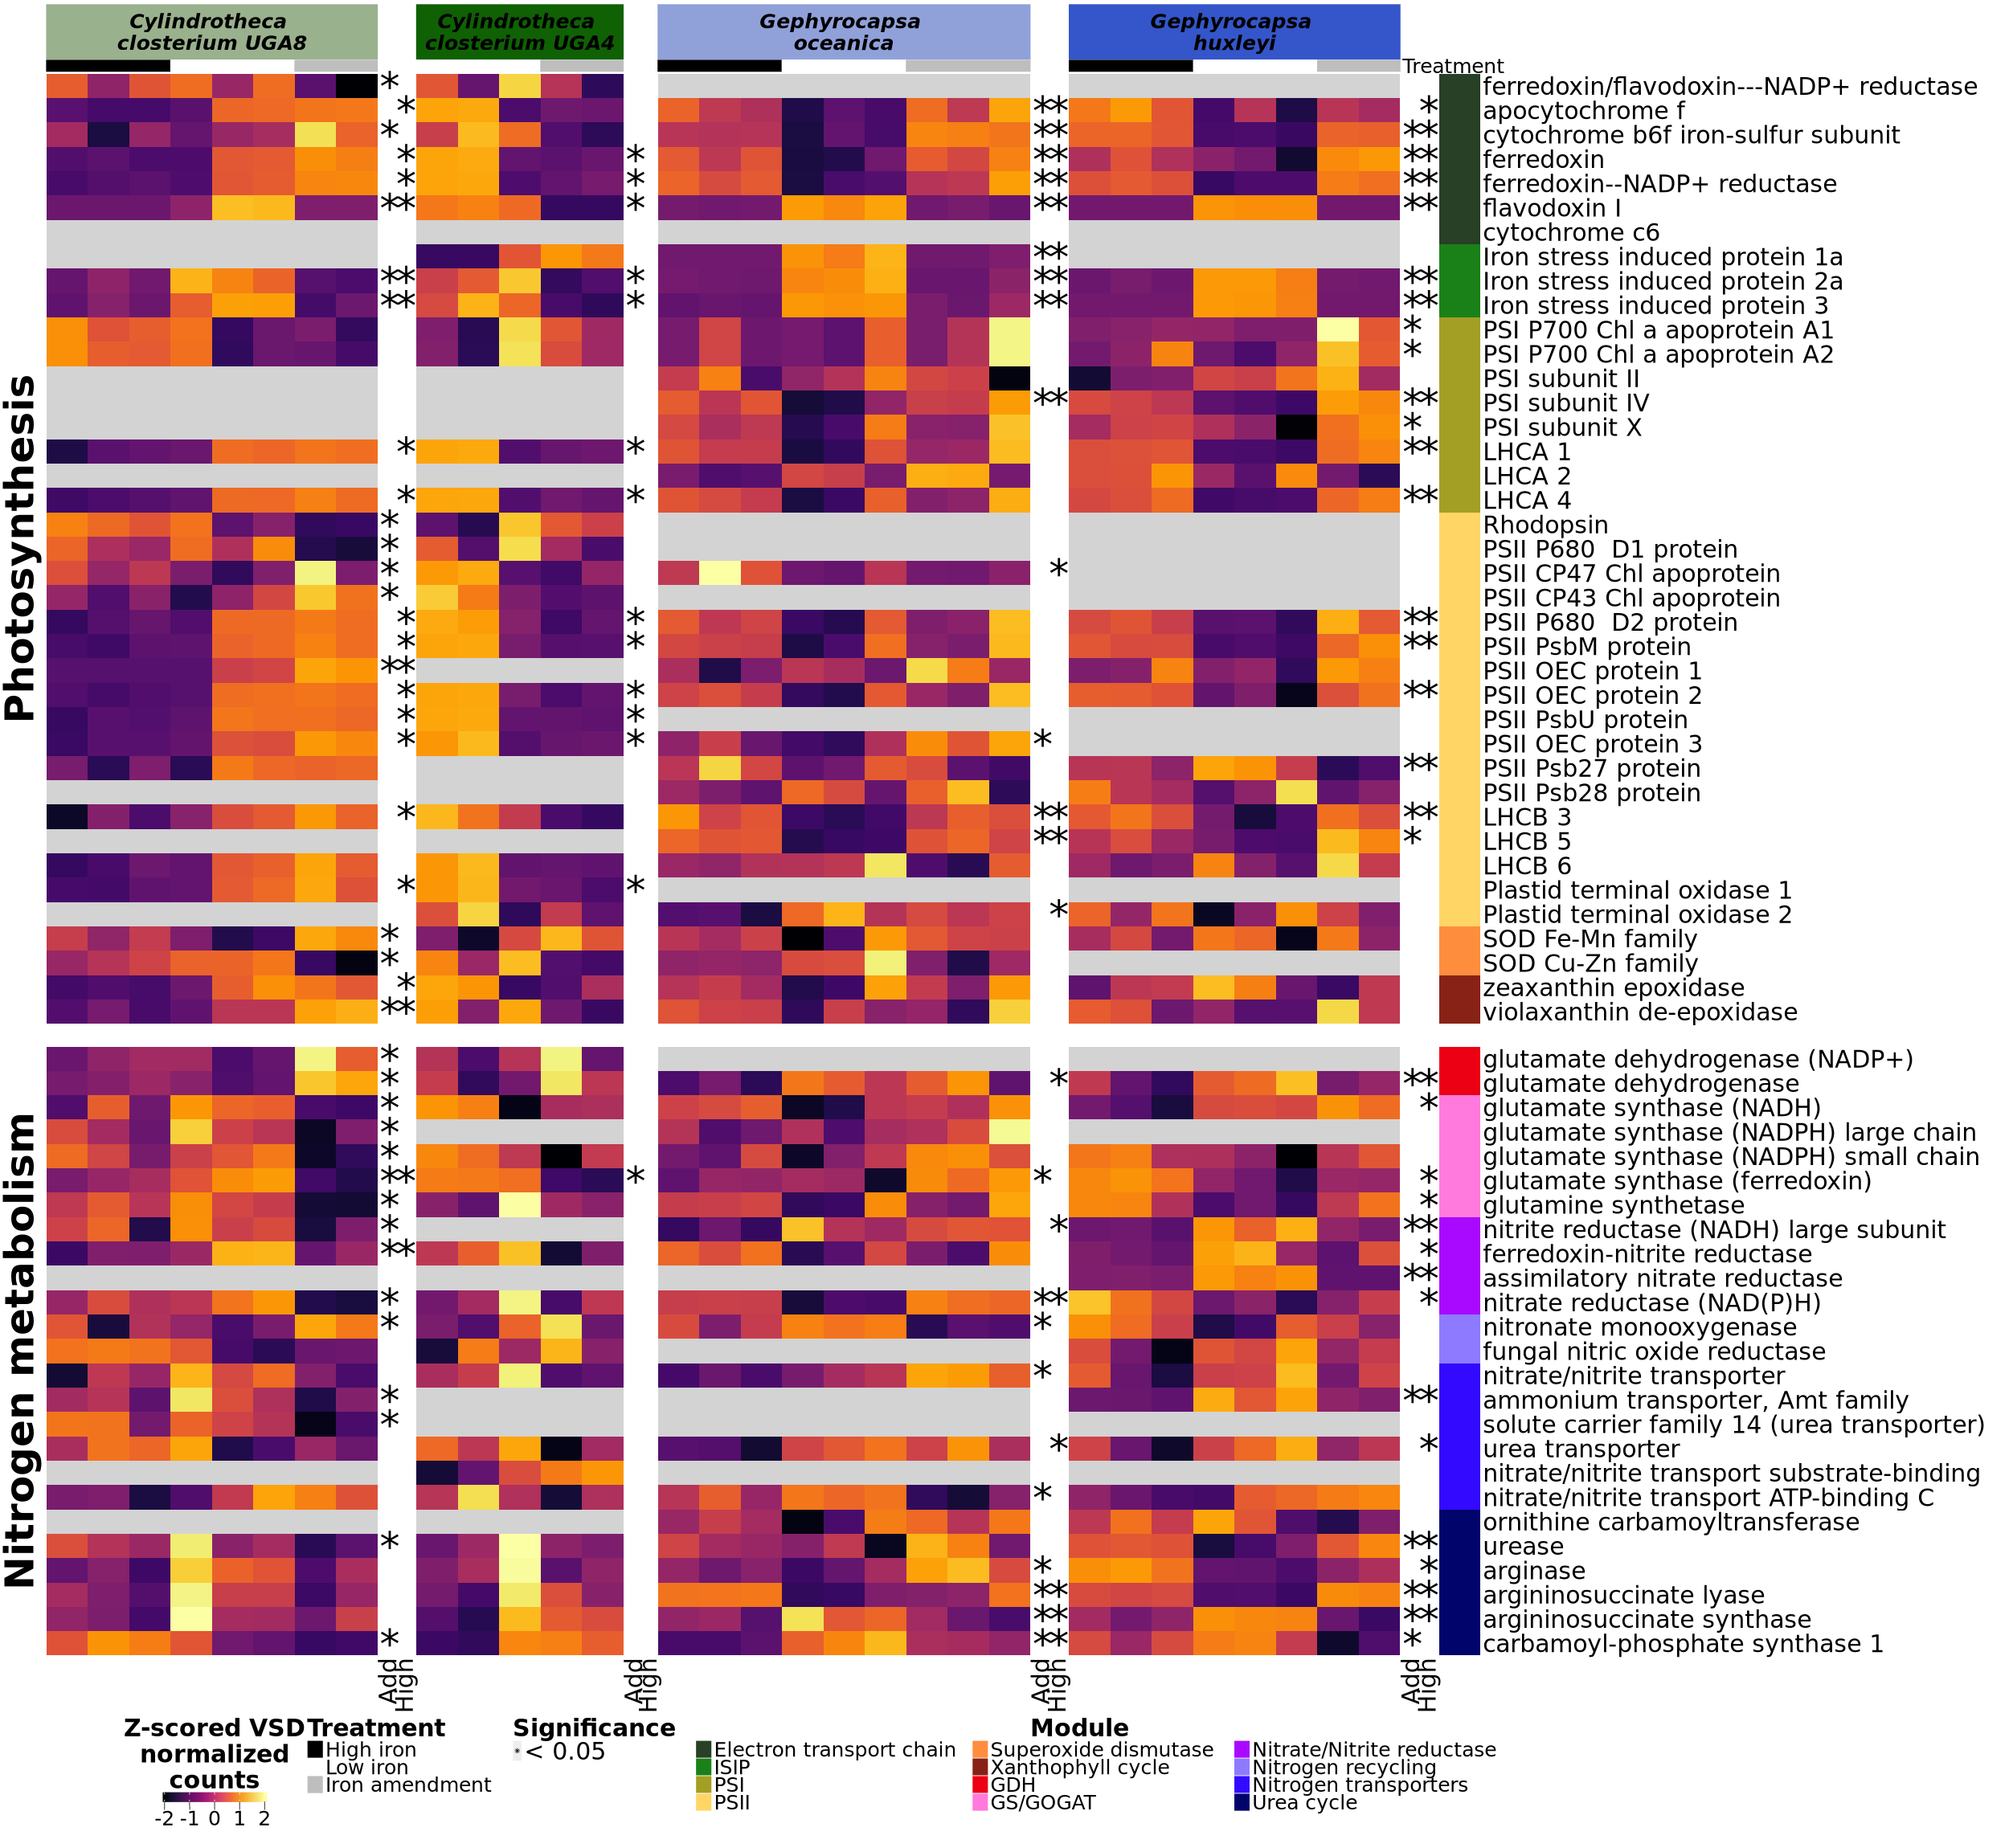 Cylindrotheca
closterium UGA8
Cylindrotheca
closterium UGA4
Gephyrocapsa
oceanica
Gephyrocapsa
huxleyi
Treatment
Photosynthesis
ferredoxin/flavodoxin---NADP+ reductase
apocytochrome f
cytochrome b6f iron-sulfur subunit
ferredoxin
ferredoxin--NADP+ reductase
flavodoxin I
cytochrome c6
Iron stress induced protein 1a
Iron stress induced protein 2a
Iron stress induced protein 3
PSI P700 Chl a apoprotein A1
PSI P700 Chl a apoprotein A2
PSI subunit II
PSI subunit IV
PSI subunit X
LHCA 1
LHCA 2
LHCA 4
Rhodopsin
PSII P680  D1 protein
PSII CP47 Chl apoprotein
PSII CP43 Chl apoprotein
PSII P680  D2 protein
PSII PsbM protein
PSII OEC protein 1
PSII OEC protein 2
PSII PsbU protein
PSII OEC protein 3
PSII Psb27 protein
PSII Psb28 protein
LHCB 3
LHCB 5
LHCB 6
Plastid terminal oxidase 1
Plastid terminal oxidase 2
SOD Fe-Mn family
SOD Cu-Zn family
zeaxanthin epoxidase
violaxanthin de-epoxidase
Nitrogen metabolism
glutamate dehydrogenase (NADP+)
glutamate dehydrogenase
glutamate synthase (NADH)
glutamate synthase (NADPH) large chain
glutamate synthase (NADPH) small chain
glutamate synthase (ferredoxin)
glutamine synthetase
nitrite reductase (NADH) large subunit
ferredoxin-nitrite reductase
assimilatory nitrate reductase
nitrate reductase (NAD(P)H)
nitronate monooxygenase
fungal nitric oxide reductase
nitrate/nitrite transporter
ammonium transporter, Amt family
solute carrier family 14 (urea transporter)
urea transporter
nitrate/nitrite transport substrate-binding
nitrate/nitrite transport ATP-binding C
ornithine carbamoyltransferase
urease
arginase
argininosuccinate lyase
argininosuccinate synthase
carbamoyl-phosphate synthase 1
Add
High
Add
High
Add
High
Add
High
Z-scored VSD
normalized
counts
-2 -1 0 1 2
Treatment
High iron
Low iron
Iron amendment
Significance
* < 0.05
Module
Electron transport chain
ISIP
PSI
PSII
Superoxide dismutase
Xanthophyll cycle
GDH
GS/GOGAT
Nitrate/Nitrite reductase
Nitrogen recycling
Nitrogen transporters
Urea cycle